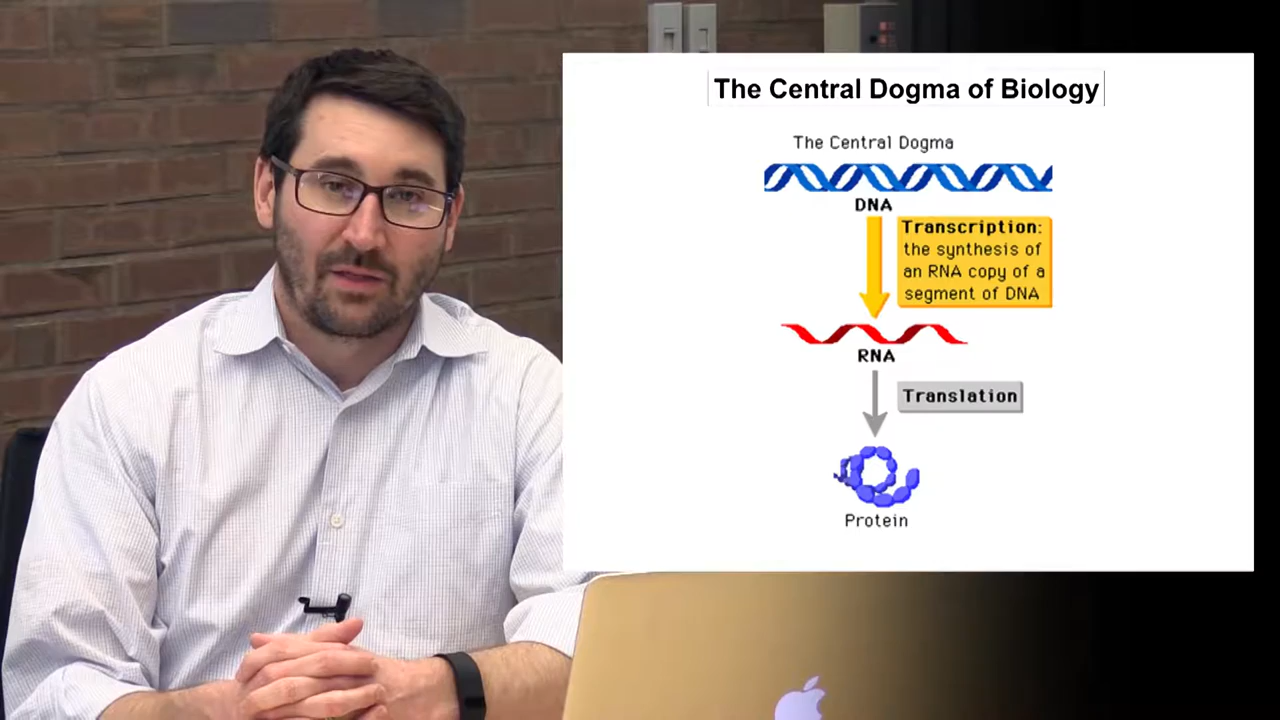 The Central Dogma of Biology
The Central Dogma
DNA
Transcription:
the synthesis of
an RNA copy of a
segment of DNA
RNA
Translation
Protein